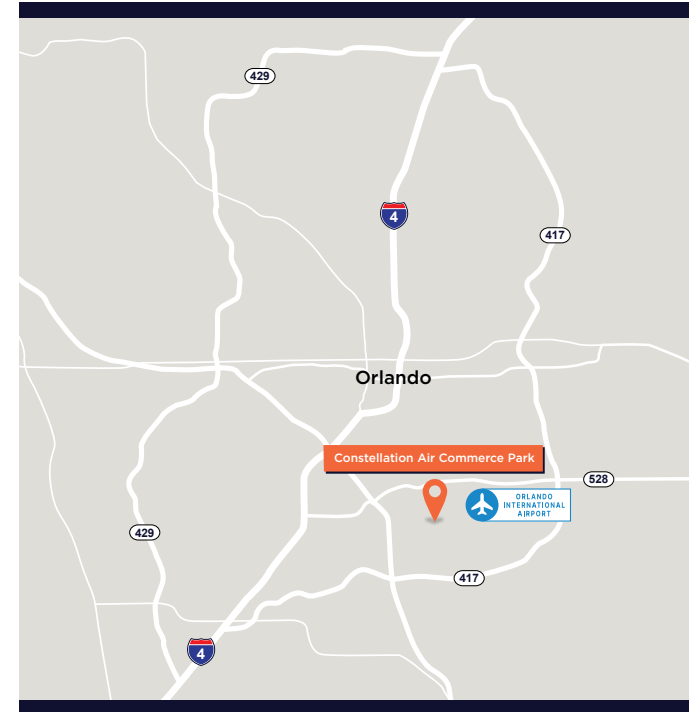 429
4
417
Orlando
Constellation Air Commerce Park
528
ORLANDO
INTERNATIONAL
AIRPORT
429
417
4